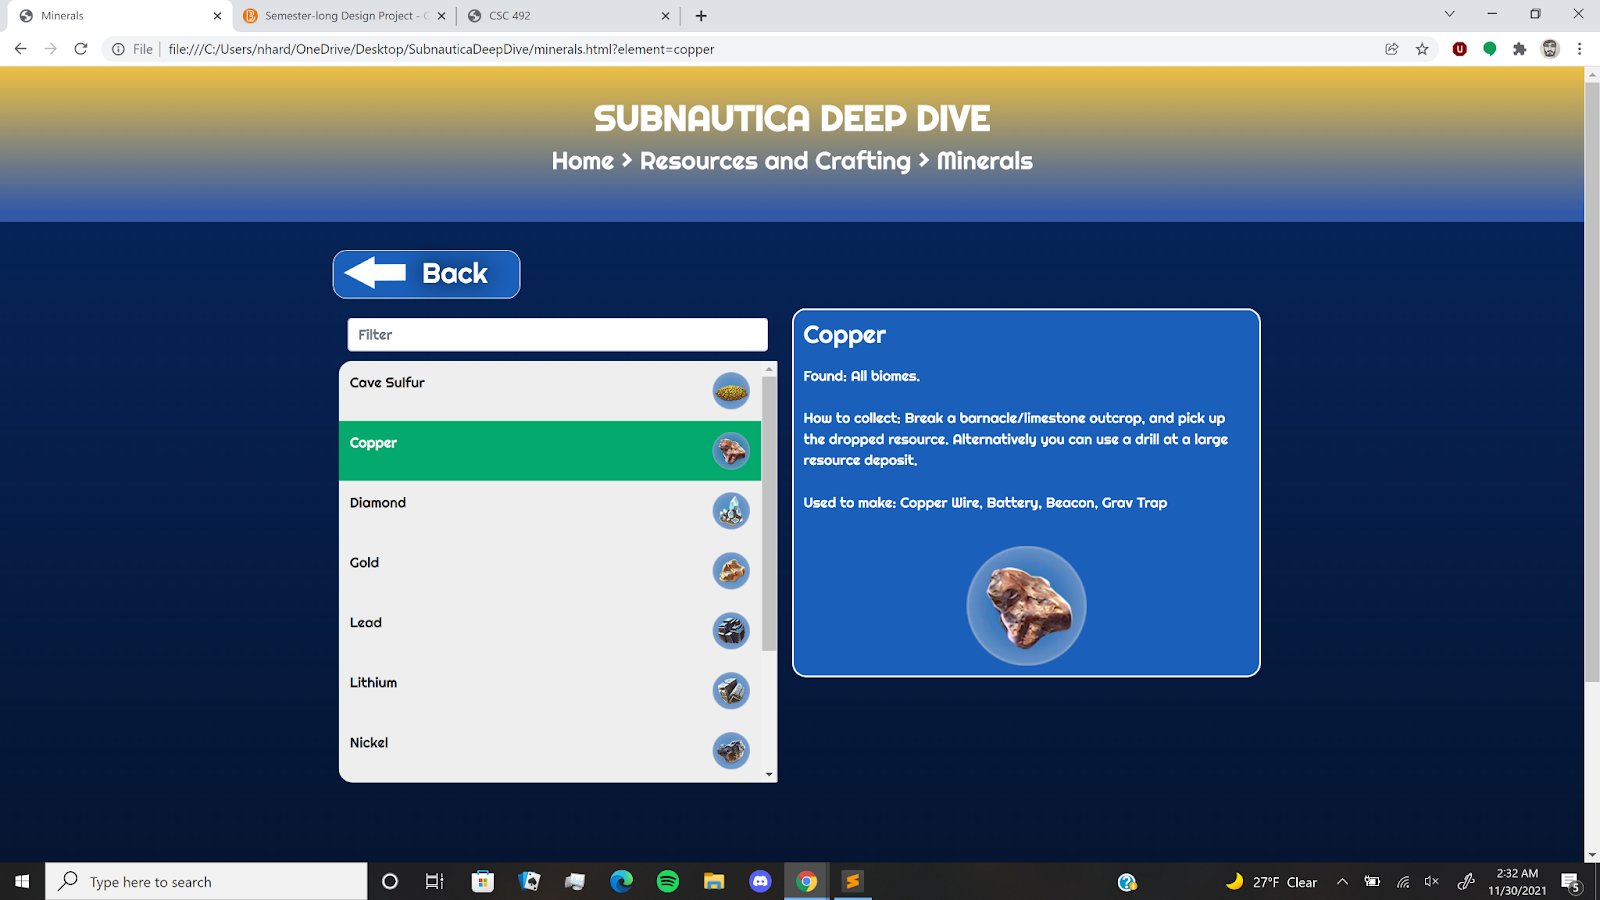 Minerals
Semester-long Design Project - C
CSC 492
File
file:///C:/Users/nhard/OneDrive/Desktop/SubnauticaDeepDive/minerals.html?element=copper
SUBNAUTICA DEEP DIVE
Home > Resources and Crafting > Minerals
Back
Filter
Cave Sulfur
Copper
Diamond
Gold
Lead
Lithium
Nickel
Copper
Found: All biomes.
How to collect: Break a barnacle/limestone outcrop, and pick up
the dropped resource. Alternatively you can use a drill at a large
resource deposit.
Used to make: Copper Wire, Battery, Beacon, Grav Trap
Type here to search
27°F Clear
2:32 AM
11/30/2021
5